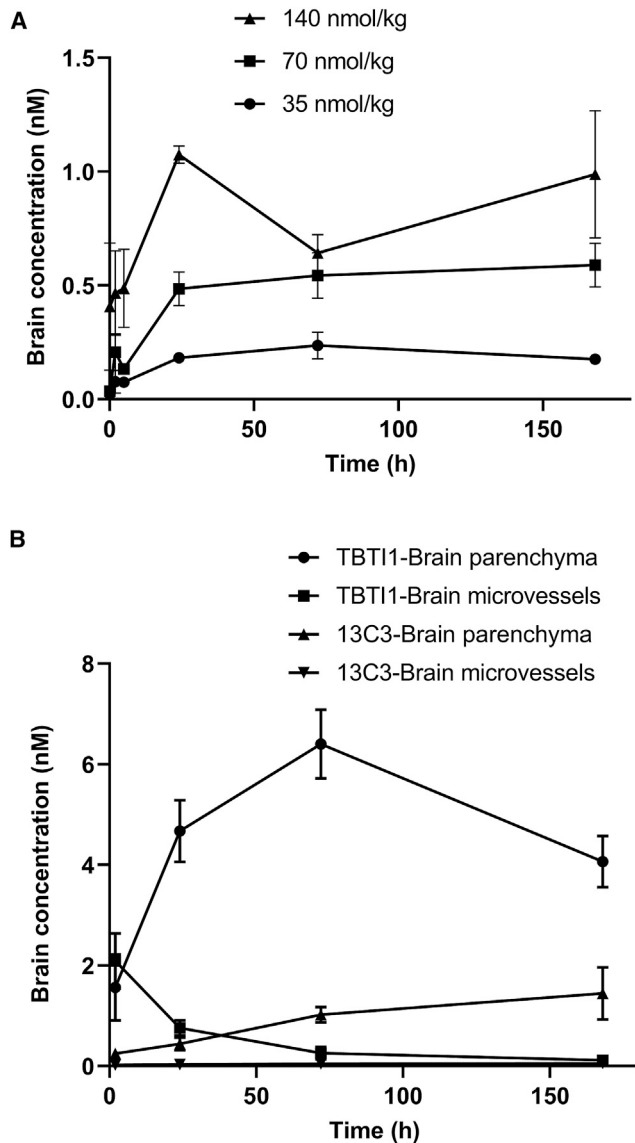 A
140 nmol/kg
70 nmol/kg
35 nmol/kg
Brain concentration (nM)
1.5
1.0
0.5
0.0
0 50 100 150
Time (h)
B
TBTI1-Brain parenchyma
TBTI1-Brain microvessels
13C3-Brain parenchyma
13C3-Brain microvessels
Brain concentration (nM)
8
6
4
2
0
0 50 100 150
Time (h)